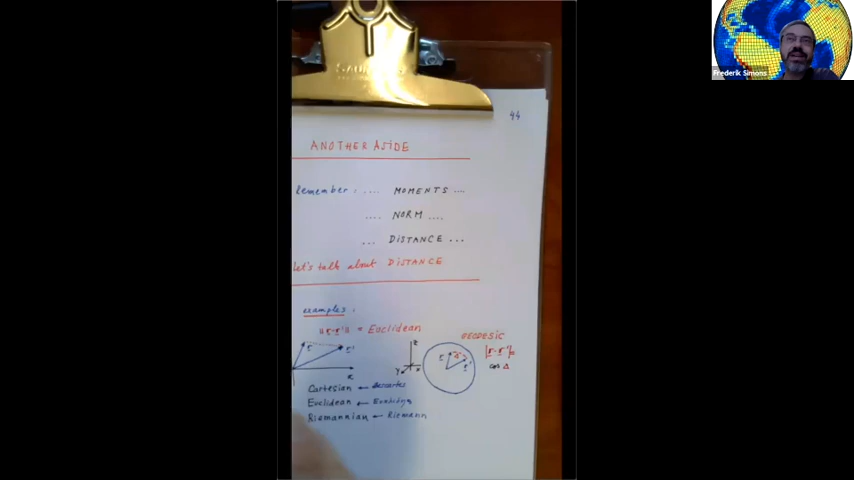 Frederik Simons
SAUNDERS
44
ANOTHER ASIDE
Remember: .... MOMENTS ....
.... NORM ....
... DISTANCE ...
Let's talk about DISTANCE
examples:
||r-r'|| = Euclidean
GEODESIC
r r'
x
z
y x
r Δ r'
|r-r'|=
cos Δ
Cartesian ← Descartes
Euclidean ← Euclides
Riemannian ← Riemann